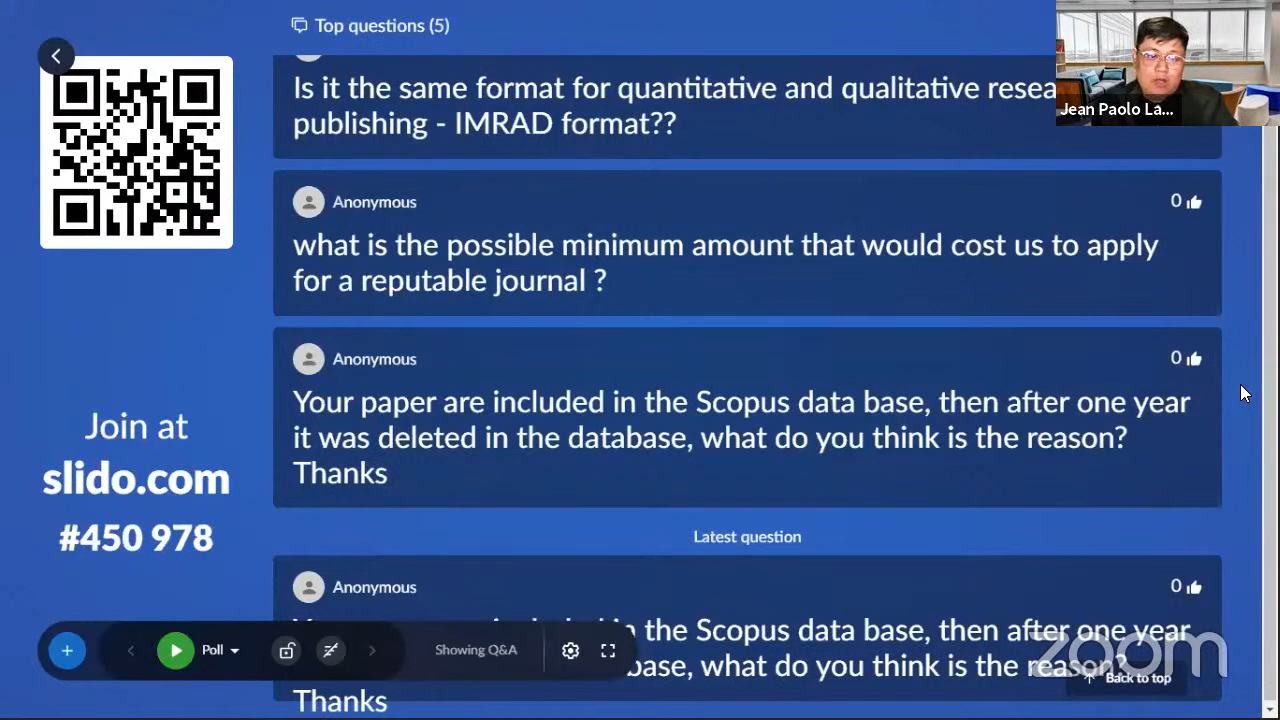 Top questions (5)
Jean Paolo La...
Is it the same format for quantitative and qualitative
publishing - IMRAD format??
Anonymous
0
what is the possible minimum amount that would cost us to apply
for a reputable journal ?
Anonymous
0
Your paper are included in the Scopus data base, then after one year
it was deleted in the database, what do you think is the reason?
Thanks
Join at
slido.com
#450 978
Latest question
Anonymous
0
in the Scopus data base, then after one year
what do you think is the reason?
Thanks
Poll
Showing Q&A
zoom
Back to top